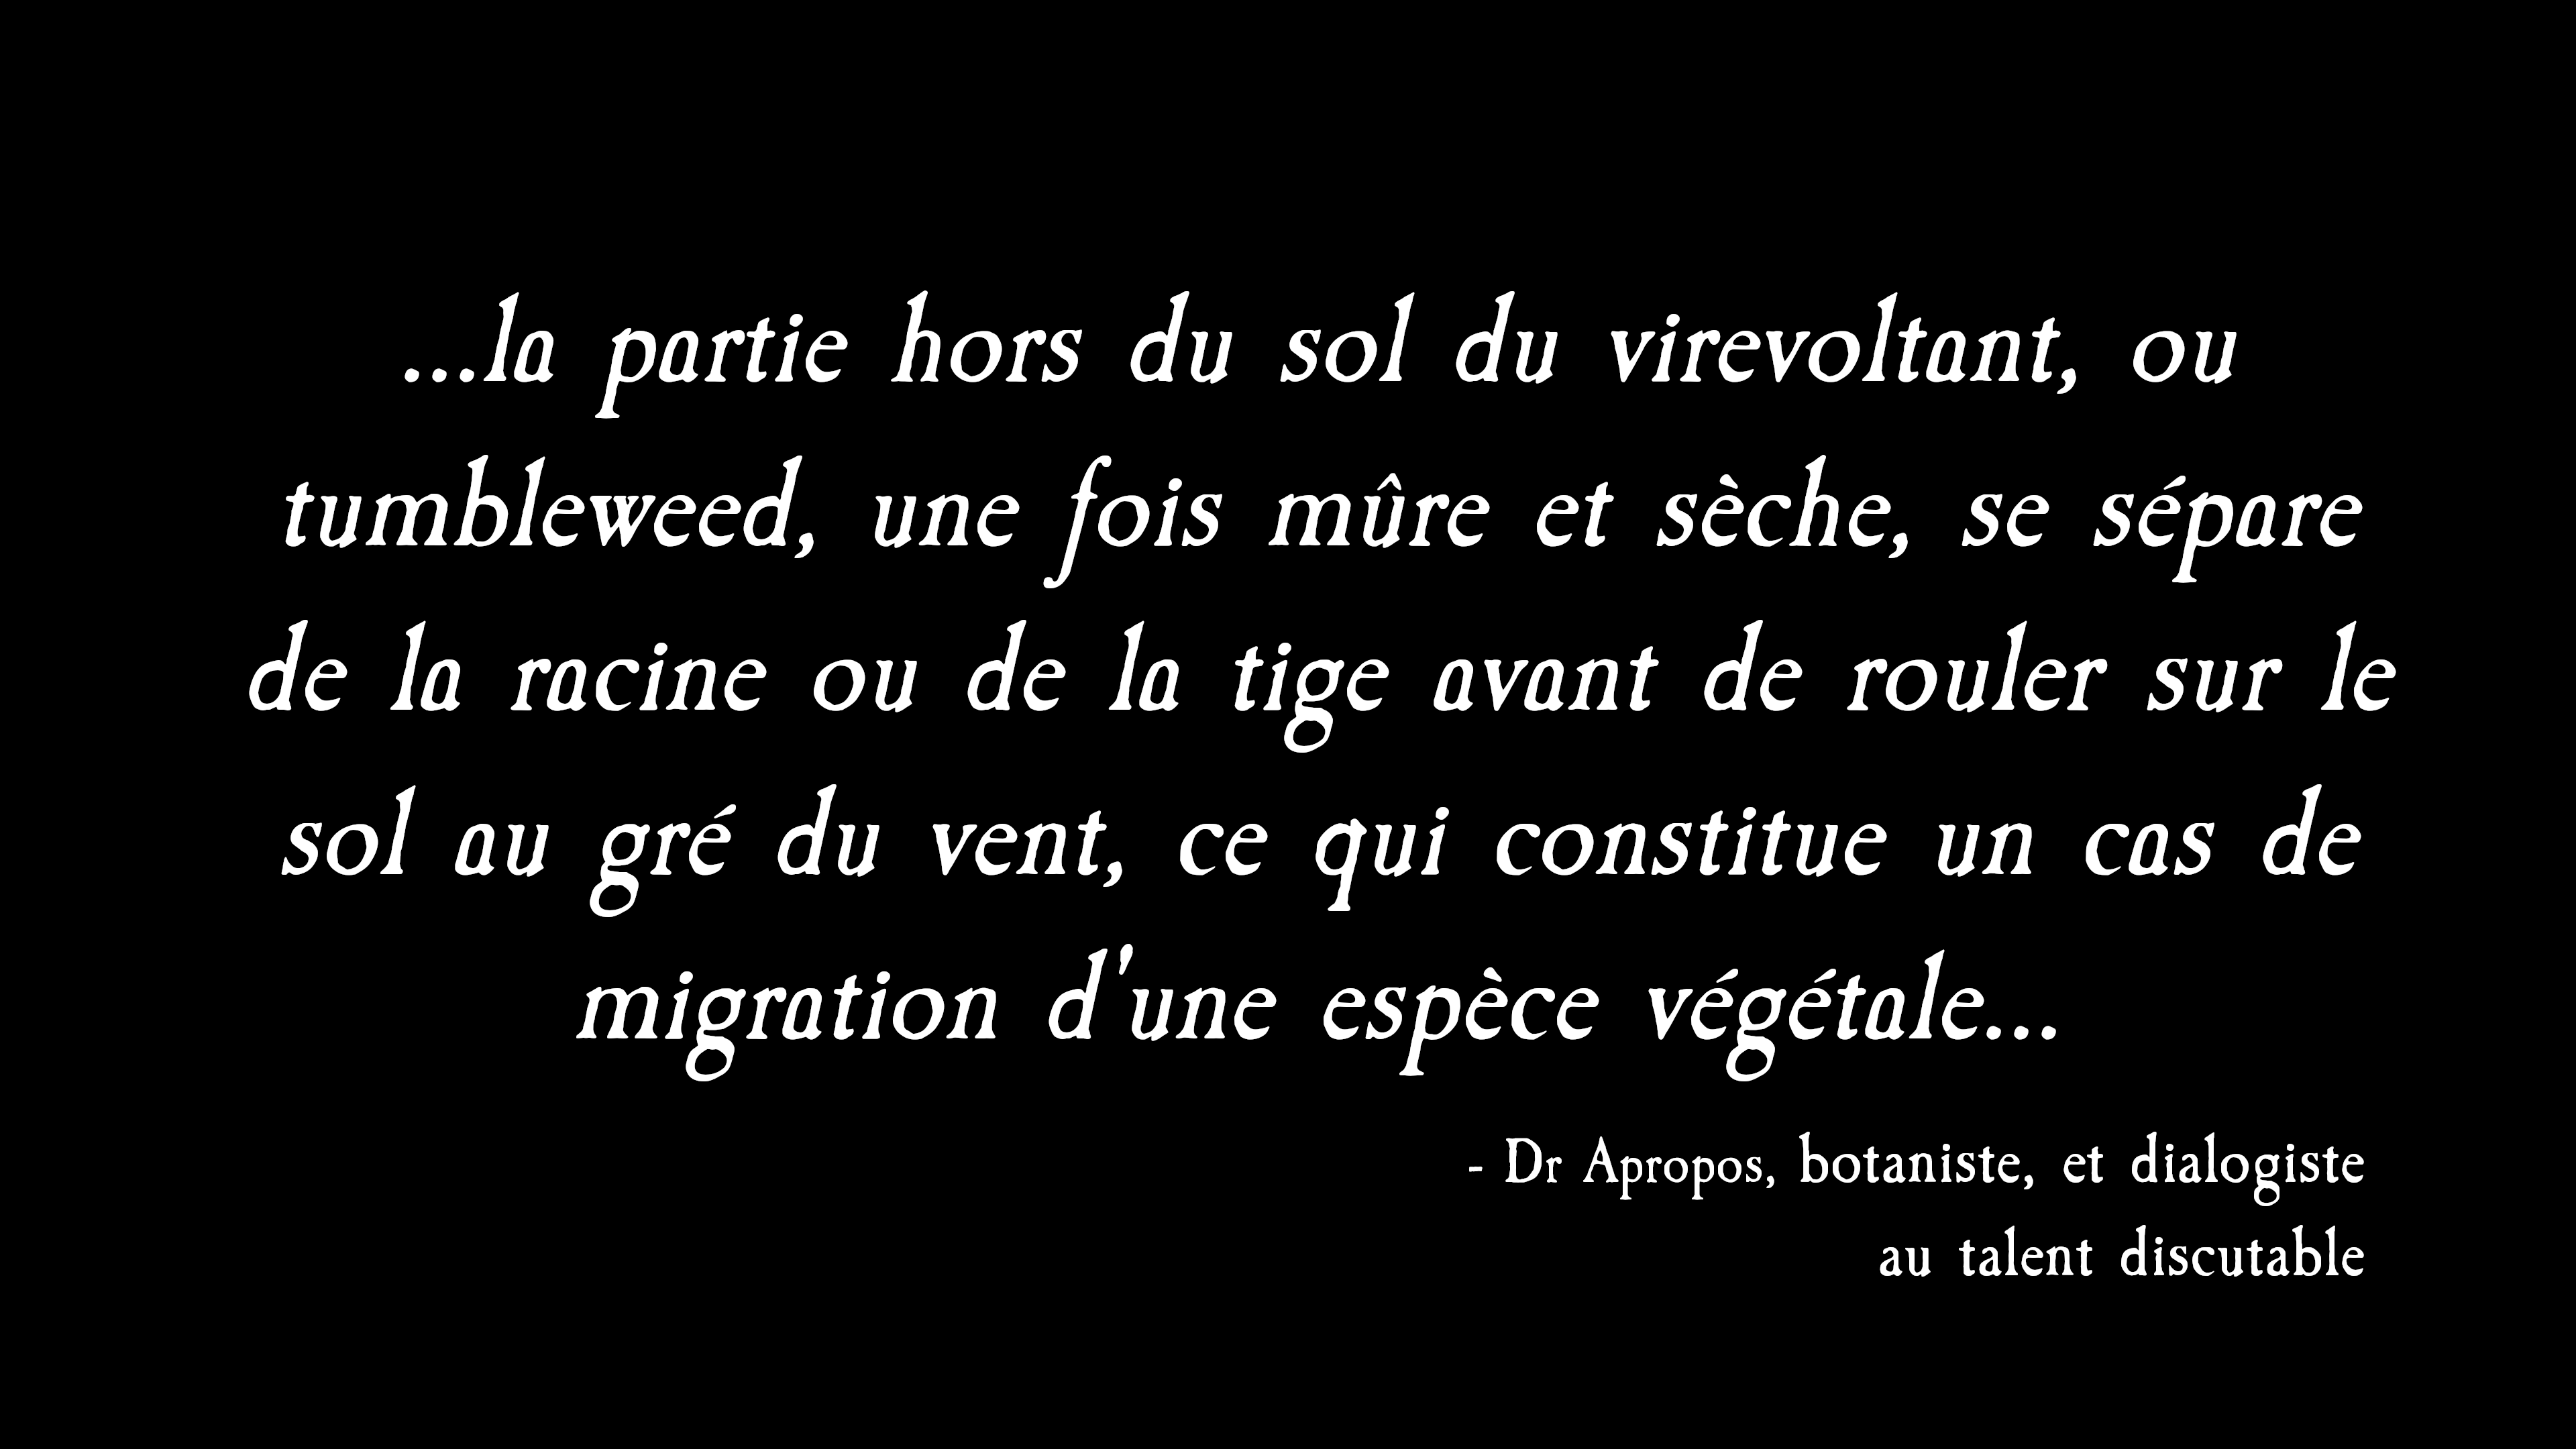 ...la partie hors du sol du virevoltant, ou
tumbleweed, une fois mûre et sèche, se sépare
de la racine ou de la tige avant de rouler sur le
sol au gré du vent, ce qui constitue un cas de
migration d'une espèce végétale...
- Dr Apropos, botaniste, et dialogiste
au talent discutable